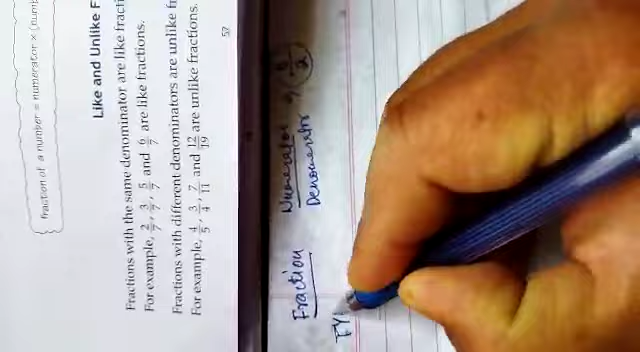 fraction of a number = numerator × (num
Like and Unlike F
Fractions with the same denominator are like fracti
For example, 2/7, 3/7, 5/7 and 6/7 are like fractions.
Fractions with different denominators are unlike fr
For example, 4/5, 3/4, 7/11 and 12/19 are unlike fractions.
57
Fraction
Numerator
Denomenator
TY